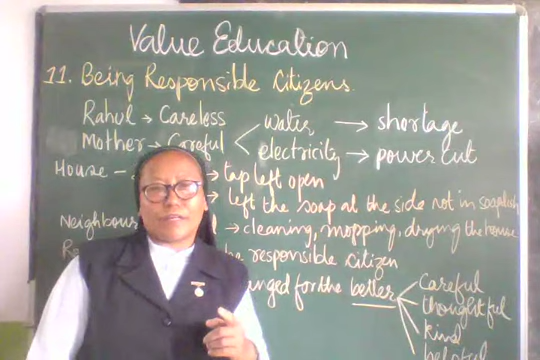 Value Education
11. Being Responsible Citizens.
Rahul → Careless
Mother → Careful < water → shortage
electricity → power cut
House - → tap left open
→ left the soap at the side not in soapdish
Neighbours → cleaning, mopping, drying the house
be responsible citizen
for the better
Careful
thoughtful
kind
helpful